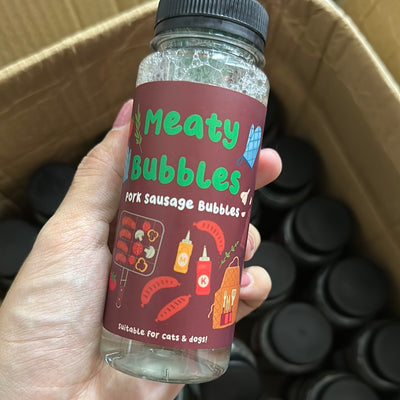 Meaty
Bubbles
Pork Sausage Bubbles
K
Suitable for cats & dogs!